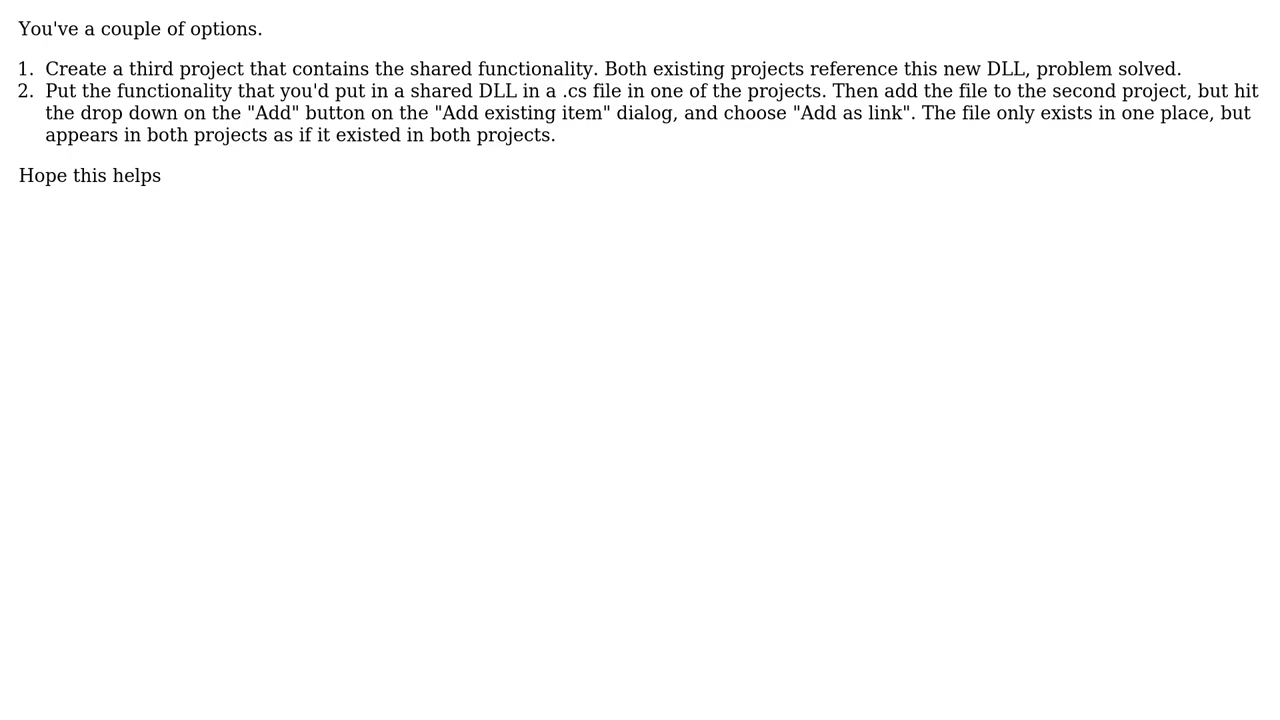 You've a couple of options.
1. Create a third project that contains the shared functionality. Both existing projects reference this new DLL, problem solved.
2. Put the functionality that you'd put in a shared DLL in a .cs file in one of the projects. Then add the file to the second project, but hit
the drop down on the "Add" button on the "Add existing item" dialog, and choose "Add as link". The file only exists in one place, but
appears in both projects as if it existed in both projects.
Hope this helps